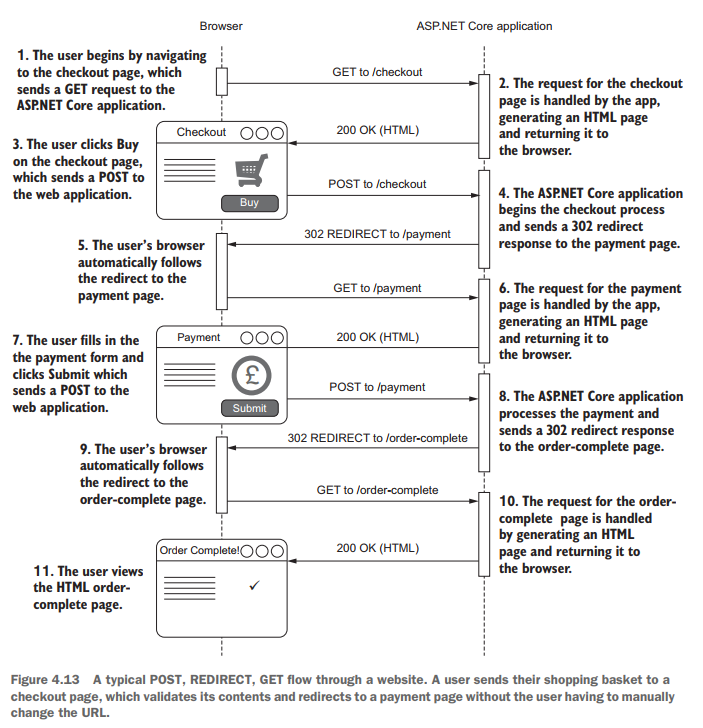 Browser
ASP.NET Core application
1. The user begins by navigating
to the checkout page, which
sends a GET request to the
ASP.NET Core application.
GET to /checkout
2. The request for the checkout
page is handled by the app,
generating an HTML page
and returning it to
the browser.
200 OK (HTML)
Checkout
3. The user clicks Buy
on the checkout page,
which sends a POST to
the web application.
Buy
POST to /checkout
4. The ASP.NET Core application
begins the checkout process
and sends a 302 redirect
response to the payment page.
302 REDIRECT to /payment
5. The user's browser
automatically follows
the redirect to the
payment page.
GET to /payment
6. The request for the payment
page is handled by the app,
generating an HTML page
and returning it to
the browser.
200 OK (HTML)
Payment
7. The user fills in the
the payment form and
clicks Submit which
sends a POST to the
web application.
£
Submit
POST to /payment
8. The ASP.NET Core application
processes the payment and
sends a 302 redirect response
to the order-complete page.
302 REDIRECT to /order-complete
9. The user's browser
automatically follows
the redirect to the
order-complete page.
GET to /order-complete
10. The request for the order-
complete page is handled
by generating an HTML
page and returning it to
the browser.
200 OK (HTML)
Order Complete!
11. The user views
the HTML order-
complete page.
Figure 4.13 A typical POST, REDIRECT, GET flow through a website. A user sends their shopping basket to a
checkout page, which validates its contents and redirects to a payment page without the user having to manually
change the URL.